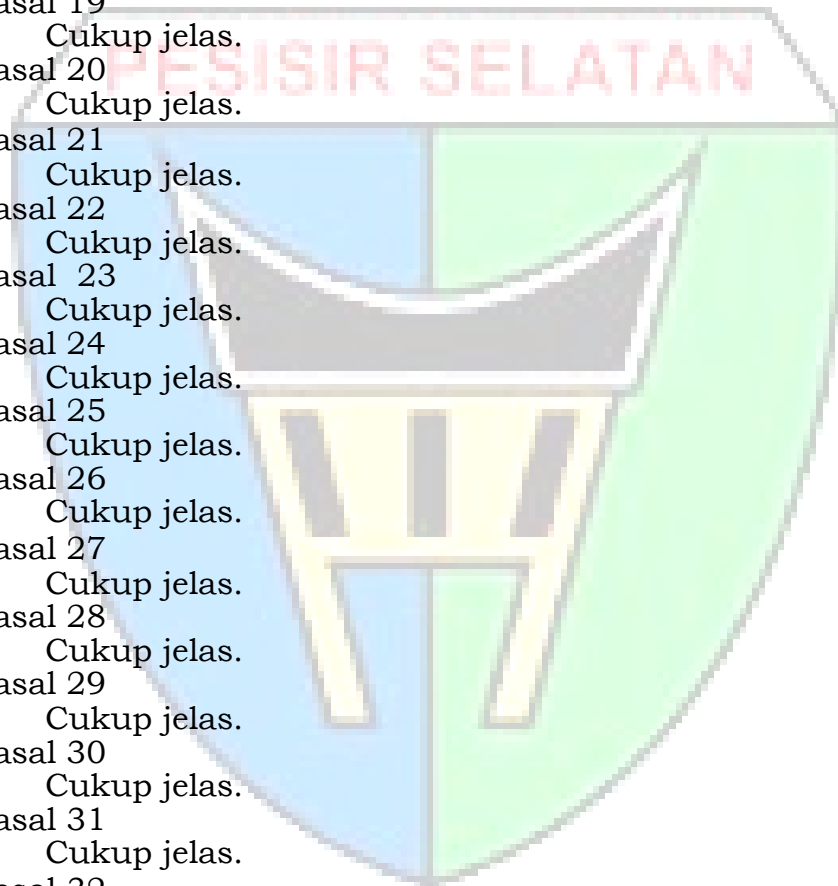 asal 19
Cukup jelas.
PESISIR SELATAN
asal 20
Cukup jelas.
asal 21
Cukup jelas.
asal 22
Cukup jelas.
asal  23
Cukup jelas.
asal 24
Cukup jelas.
asal 25
Cukup jelas.
asal 26
Cukup jelas.
asal 27
Cukup jelas.
asal 28
Cukup jelas.
asal 29
Cukup jelas.
asal 30
Cukup jelas.
asal 31
Cukup jelas.
asal 32